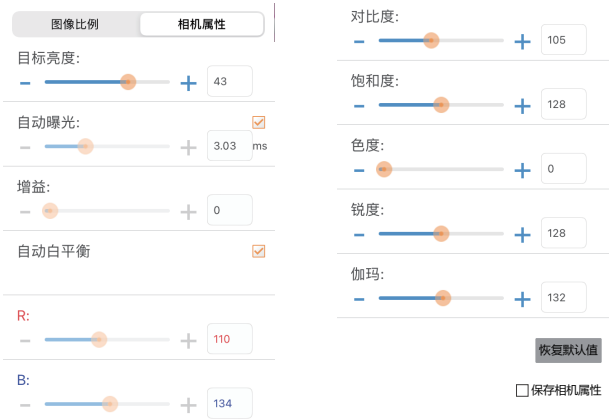 图像比例 相机属性
目标亮度:
43
自动曝光:
3.03 ms
增益:
0
自动白平衡
R:
110
B:
134
对比度:
105
饱和度:
128
色度:
0
锐度:
128
伽玛:
132
恢复默认值
保存相机属性